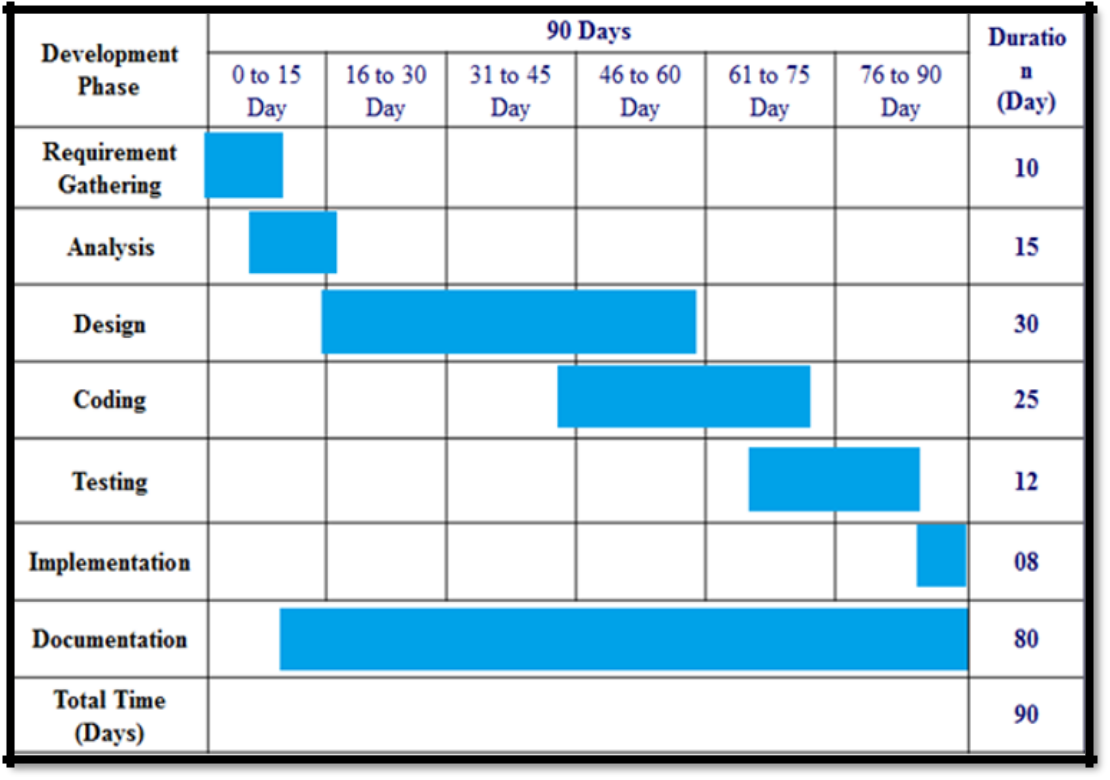 Development
Phase
90 Days
Duratio
n
(Day)
0 to 15
Day
16 to 30
Day
31 to 45
Day
46 to 60
Day
61 to 75
Day
76 to 90
Day
Requirement
Gathering
10
Analysis
15
Design
30
Coding
25
Testing
12
Implementation
08
Documentation
80
Total Time
(Days)
90